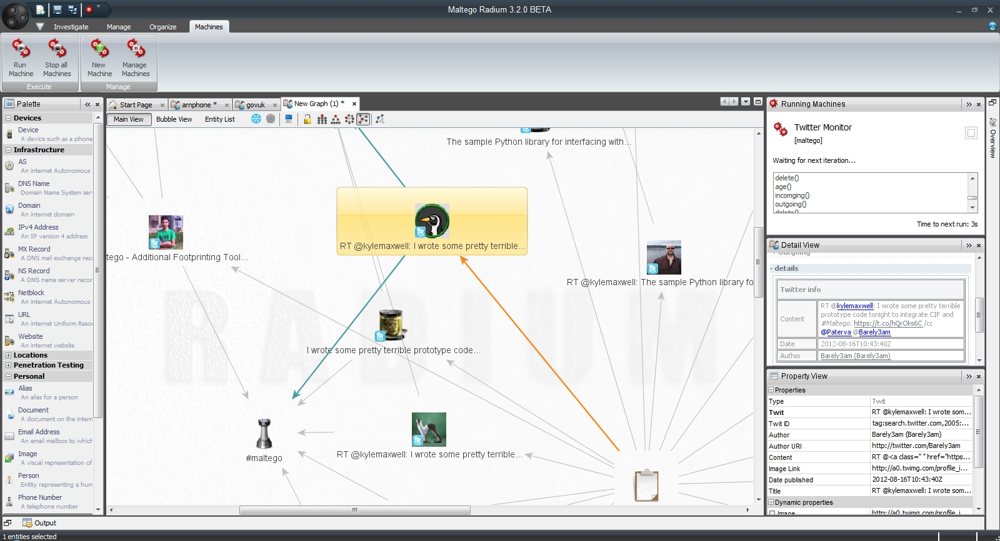 Maltego Radium 3.2.0 BETA
Investigate
Manage
Organize
Machines
Run Machine
Stop all Machines
New Machine
Manage Machines
Execute
Manage
Palette
Devices
Device
A device such as a phone
Infrastructure
AS
An internet Autonomous
DNS Name
Domain Name System ser
Domain
An internet domain
IPv4 Address
An IP version 4 address
MX Record
A DNS mail exchange rec
NS Record
A DNS name server recor
Netblock
An internet Autonomous
URL
An internet Uniform Reso
Website
An internet website
Locations
Penetration Testing
Personal
Alias
An alias for a person
Document
A document on the intern
Email Address
An email mailbox to which
Image
A visual representation of
Person
Entity representing a hum
Phone Number
A telephone number
Start Page
arnphone *
govuk
New Graph (1) *
Main View
Bubble View
Entity List
The sample Python library for interfacing with...
RT @kylemaxwell: I wrote some pretty terrible...
tego - Additional Footprinting Tool...
RT @kylemaxwell: The sample Python library fo
RADIUM
I wrote some pretty terrible prototype code...
#maltego
RT @kylemaxwell: I wrote some pretty terrible...
Running Machines
Twitter Monitor
[maltego]
Waiting for next iteration...
delete()
age()
incomging()
outgoing()
delete()
Time to next run: 3s
Overview
Detail View
Outgoing
- details
Twitter info
Content
RT @kylemaxwell: I wrote some pretty terrible
prototype code tonight to integrate CIF and
#Maltego. https://t.co/hQrOks6C /cc
@Paterva @Barely3am
Date
2012-08-16T10:43:40Z
Author
Barely3am (Barely3am)
Property View
Properties
Type
Twit
Twit
RT @kylemaxwell: I wrote som...
Twit ID
tag:search.twitter.com,2005:...
Author
Barely3am (Barely3am)
Author URI
http://twitter.com/Barely3am
Content
RT @<a class=" " href="https...
Image Link
http://a0.twimg.com/profile_i...
Date published
2012-08-16T10:43:40Z
Title
RT @kylemaxwell: I wrote som...
Dynamic properties
Image
http://a0.twimg.com/profile_i...
Output
1 entities selected